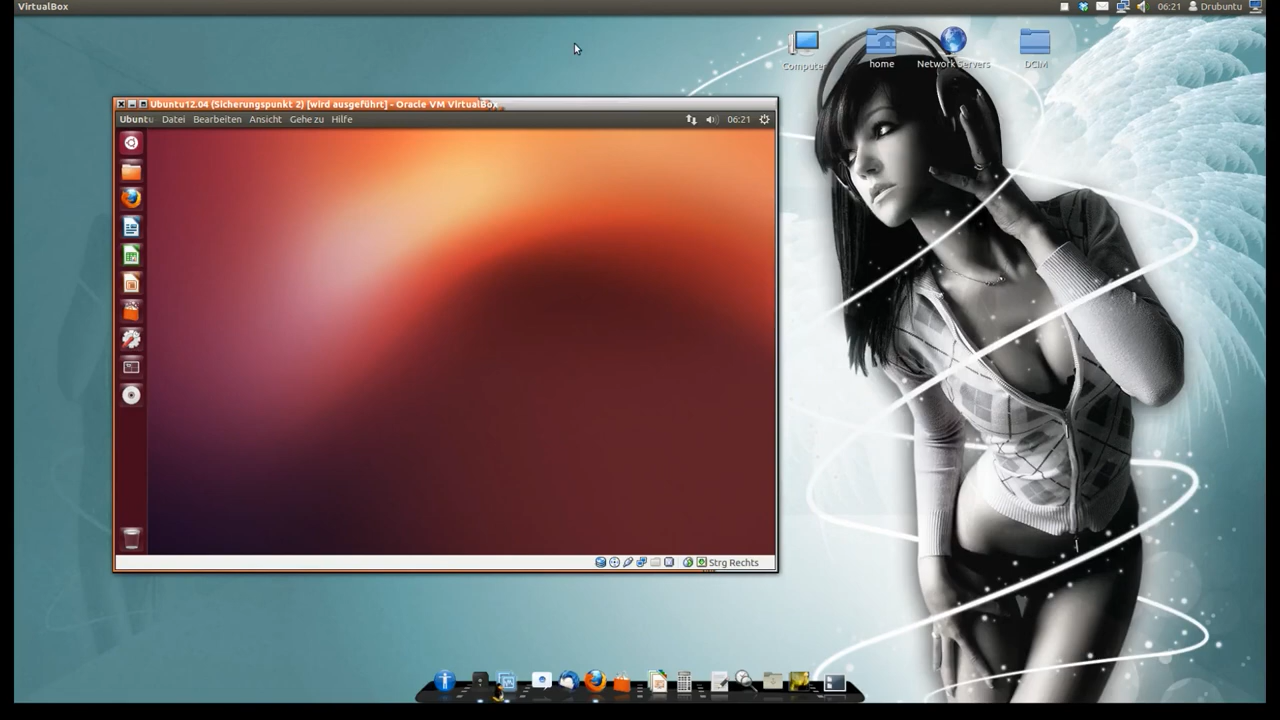 VirtualBox
06:21 Drubuntu
Computer
home
Network Servers
DCIM
Ubuntu12.04 (Sicherungspunkt 2) [wird ausgeführt] - Oracle VM VirtualBox
Ubuntu Datei Bearbeiten Ansicht Gehe zu Hilfe
06:21
Strg Rechts